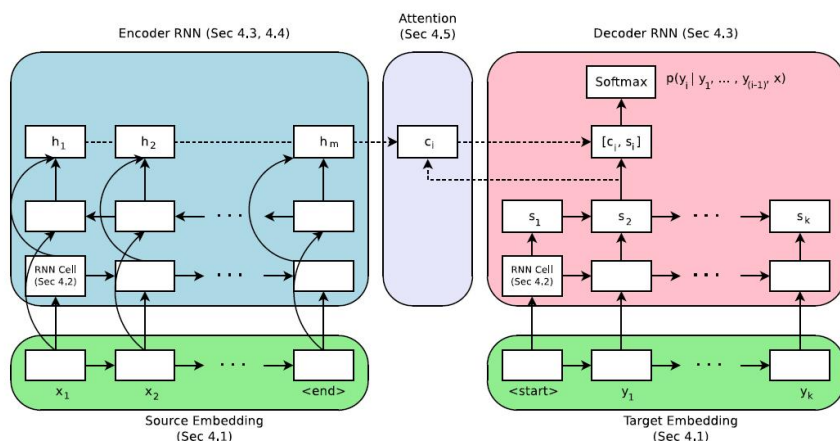 Encoder RNN (Sec 4.3, 4.4)
Attention
(Sec 4.5)
Decoder RNN (Sec 4.3)
Softmax
p(y_i | y_1, ... , y_(i-1), x)
h_1
h_2
h_m
c_i
[c_i, s_i]
s_1
s_2
...
s_k
...
RNN Cell
(Sec 4.2)
...
RNN Cell
(Sec 4.2)
...
...
...
x_1
x_2
<end>
<start>
y_1
y_k
Source Embedding
(Sec 4.1)
Target Embedding
(Sec 4.1)